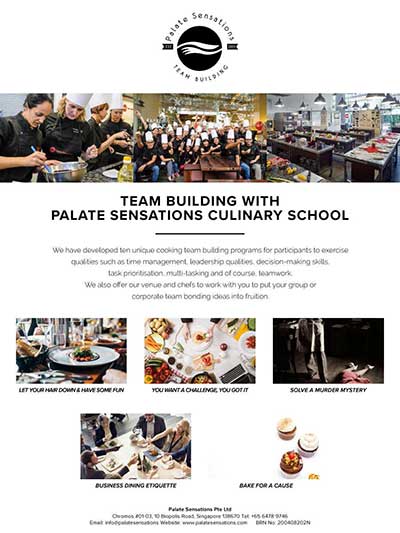 Palate Sensations
EST 2005
TEAM BUILDING
TEAM BUILDING WITH
PALATE SENSATIONS CULINARY SCHOOL
We have developed ten unique cooking team building programs for participants to exercise
qualities such as time management, leadership qualities, decision-making skills,
task prioritisation, multi-tasking and of course, teamwork.
We also offer our venue and chefs to work with you to put your group or
corporate team bonding ideas into fruition.
LET YOUR HAIR DOWN & HAVE SOME FUN
YOU WANT A CHALLENGE, YOU GOT IT
SOLVE A MURDER MYSTERY
BUSINESS DINING ETIQUETTE
BAKE FOR A CAUSE
Palate Sensations Pte Ltd
Chromos #01-03, 10 Biopolis Road, Singapore 138670 Tel: +65 6478 9746
Email: info@palatesensations Website: www.palatesensations.com BRN No: 200408202N